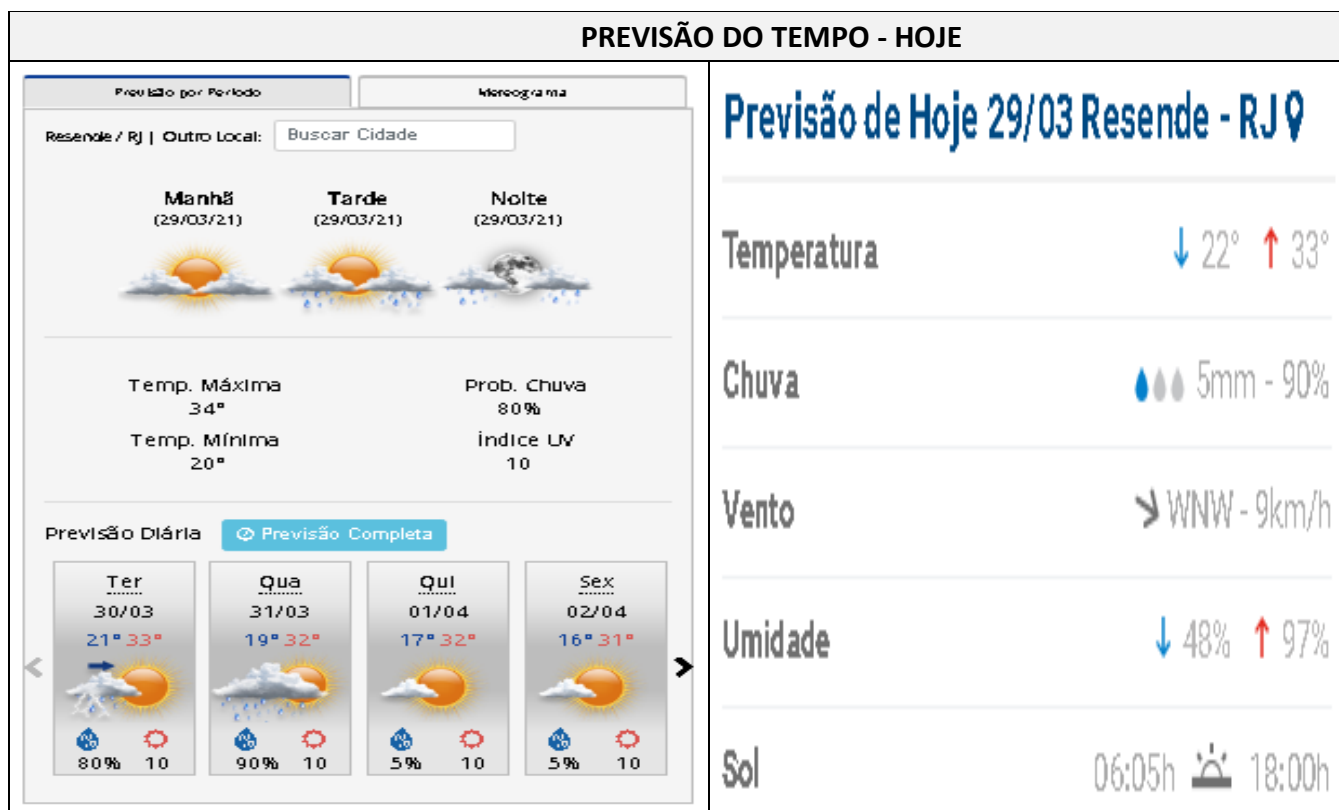 PREVISÃO DO TEMPO - HOJE
Previsão por Período
Meteograma
Resende / RJ | Outro Local: Buscar Cidade
Manhã Tarde Noite
(29/03/21) (29/03/21) (29/03/21)
Temp. Máxima Prob. Chuva
34° 80%
Temp. Mínima Índice UV
20° 10
Previsão Diária Previsão Completa
Ter Qua Qui Sex
30/03 31/03 01/04 02/04
21° 33° 19° 32° 17° 32° 16° 31°
80% 10 90% 10 5% 10 5% 10
Previsão de Hoje 29/03 Resende - RJ
Temperatura 22° 33°
Chuva 5mm - 90%
Vento WNW - 9km/h
Umidade 48% 97%
Sol 06:05h 18:00h